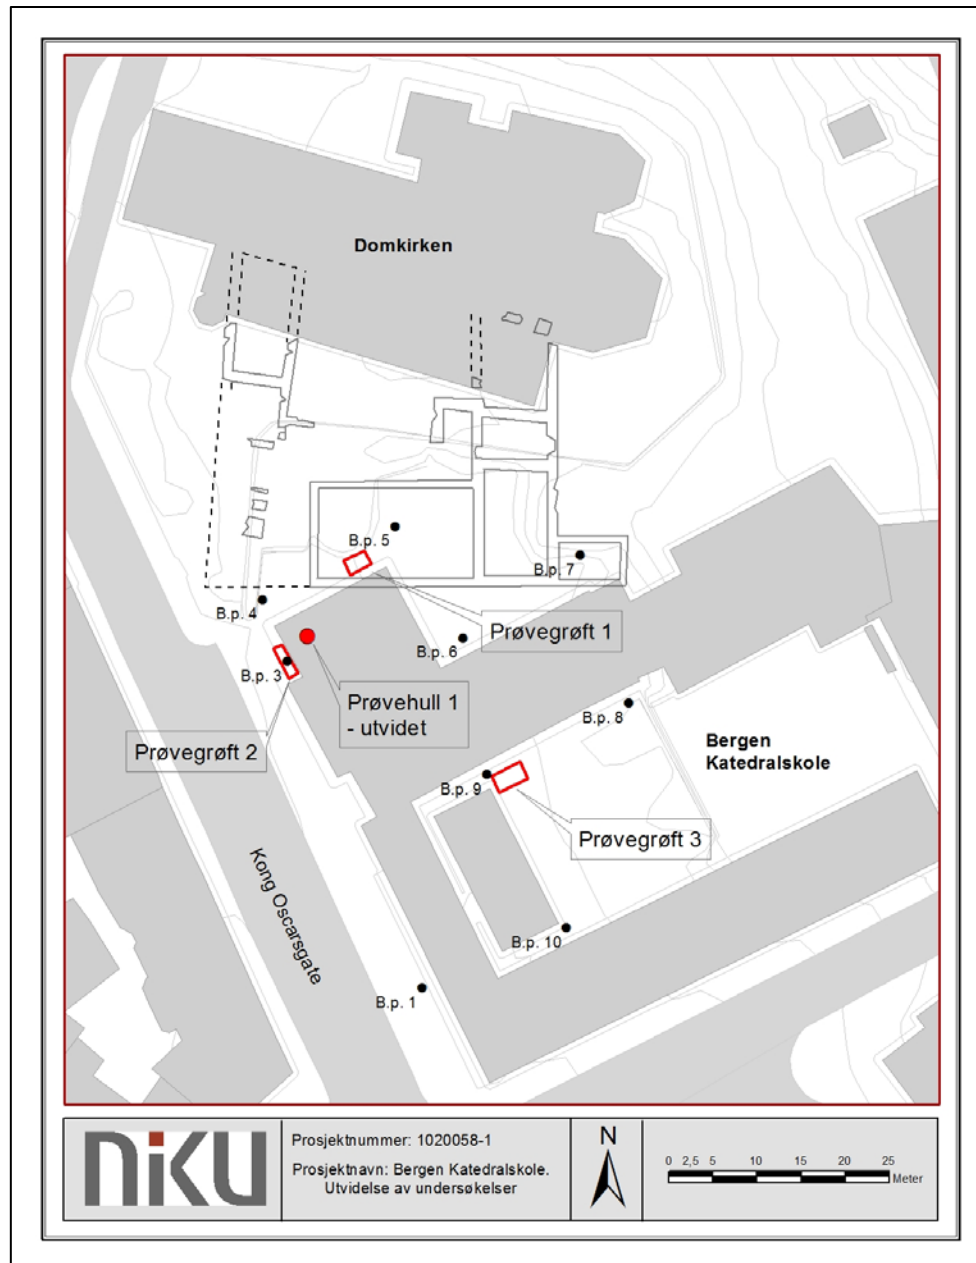 Domkirken
B.p. 5
B.p. 7
B.p. 4
Prøvegrøft 1
B.p. 6
B.p. 3
Prøvehull 1
- utvidet
B.p. 8
Prøvegrøft 2
Bergen
Katedralskole
B.p. 9
Prøvegrøft 3
Kong Oscarsgate
B.p. 10
B.p. 1
niku
Prosjektnummer: 1020058-1
Prosjektnavn: Bergen Katedralskole.
Utvidelse av undersøkelser
N
0 2,5 5 10 15 20 25
Meter